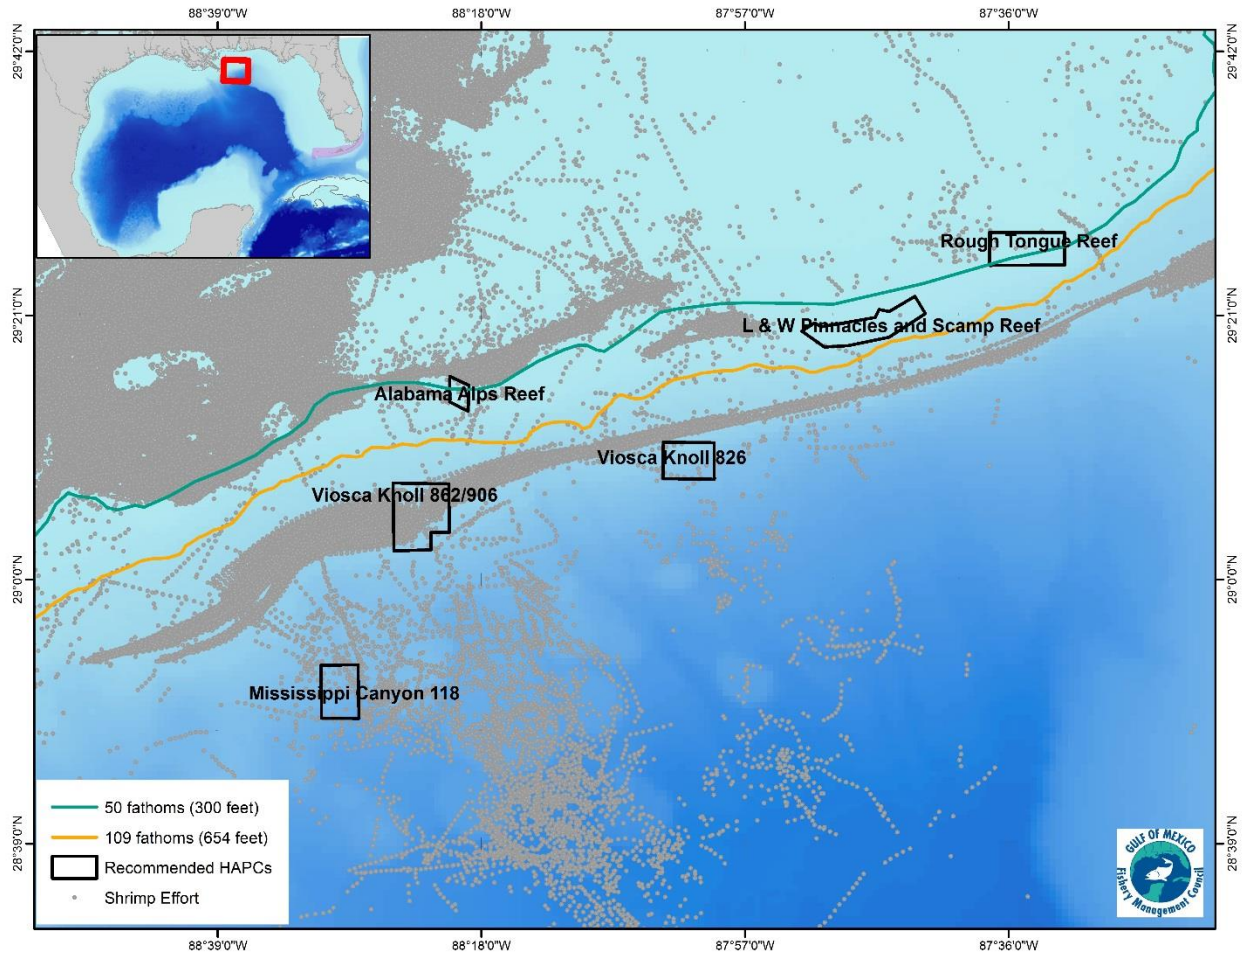 88°39'0"W 88°18'0"W 87°57'0"W 87°36'0"W
29°42'0"N 29°42'0"N
Rough Tongue Reef
29°21'0"N 29°21'0"N
L & W Pinnacles and Scamp Reef
Alabama Alps Reef
Viosca Knoll 826
Viosca Knoll 862/906
29°0'0"N 29°0'0"N
Mississippi Canyon 118
50 fathoms (300 feet)
109 fathoms (654 feet)
Recommended HAPCs
Shrimp Effort
28°39'0"N 28°39'0"N
GULF OF MEXICO
Fishery Management Council
88°39'0"W 88°18'0"W 87°57'0"W 87°36'0"W